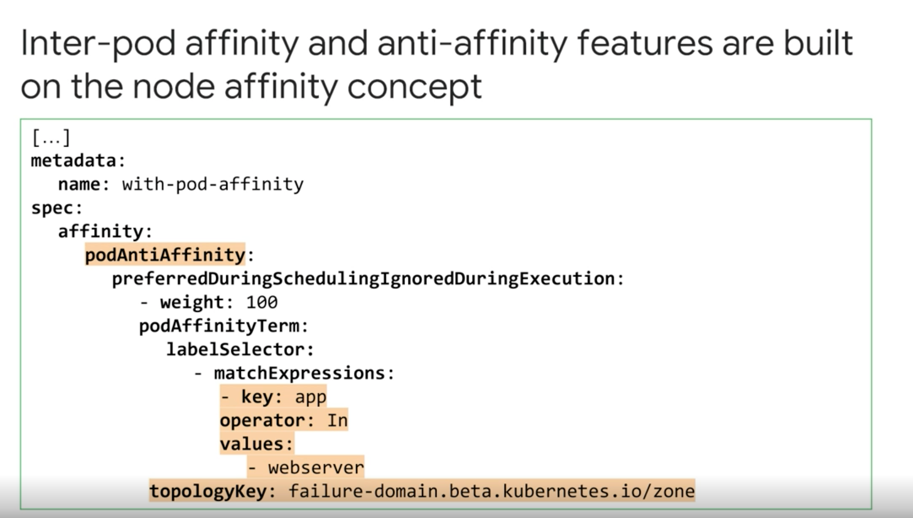 Inter-pod affinity and anti-affinity features are built
on the node affinity concept
[...]
metadata:
name: with-pod-affinity
spec:
affinity:
podAntiAffinity:
preferredDuringSchedulingIgnoredDuringExecution:
- weight: 100
podAffinityTerm:
labelSelector:
- matchExpressions:
- key: app
operator: In
values:
- webserver
topologyKey: failure-domain.beta.kubernetes.io/zone